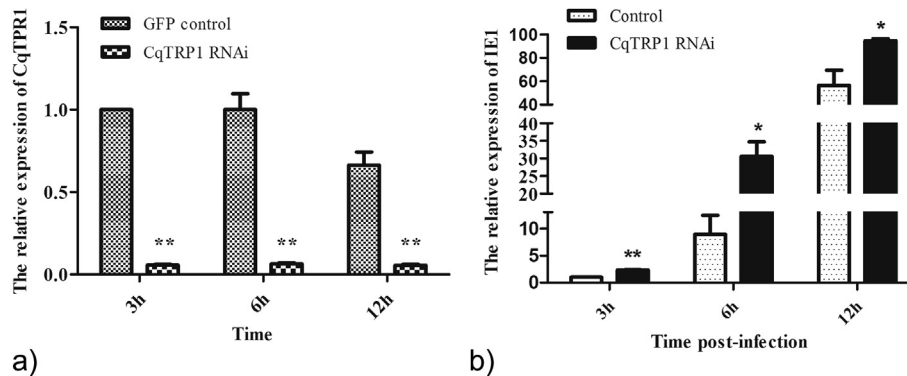 The relative expression of CqTPR1
1.5
1.0
0.5
0.0
GFP control
CqTRP1 RNAi
**
**
**
3h
6h
12h
Time
a)
The relative expression of IE1
100
80
60
40
35
30
25
20
10
5
0
Control
CqTRP1 RNAi
**
*
*
3h
6h
12h
Time post-infection
b)